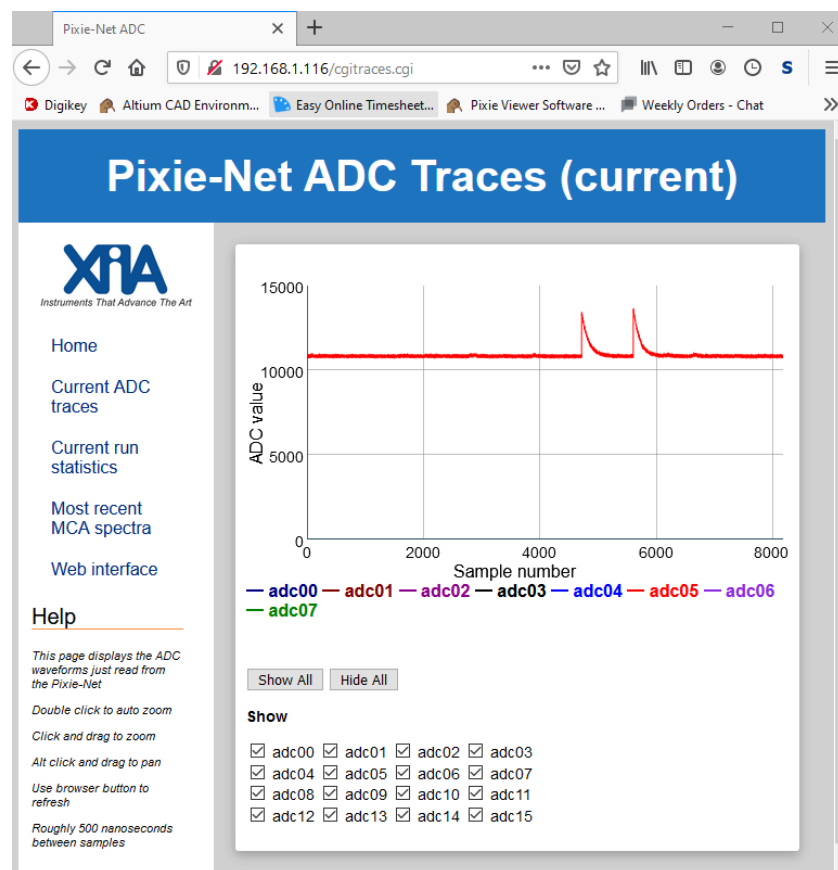 Pixie-Net ADC
192.168.1.116/cgitraces.cgi
S
Digikey Altium CAD Environm... Easy Online Timesheet... Pixie Viewer Software ... Weekly Orders - Chat
Pixie-Net ADC Traces (current)
XIA
Instruments That Advance The Art
Home
Current ADC
traces
Current run
statistics
Most recent
MCA spectra
Web interface
Help
This page displays the ADC
waveforms just read from
the Pixie-Net
Double click to auto zoom
Click and drag to zoom
Alt click and drag to pan
Use browser button to
refresh
Roughly 500 nanoseconds
between samples
15000
10000
5000
0
ADC value
0 2000 4000 6000 8000
Sample number
— adc00 — adc01 — adc02 — adc03 — adc04 — adc05 — adc06
— adc07
Show All Hide All
Show
adc00 adc01 adc02 adc03
adc04 adc05 adc06 adc07
adc08 adc09 adc10 adc11
adc12 adc13 adc14 adc15